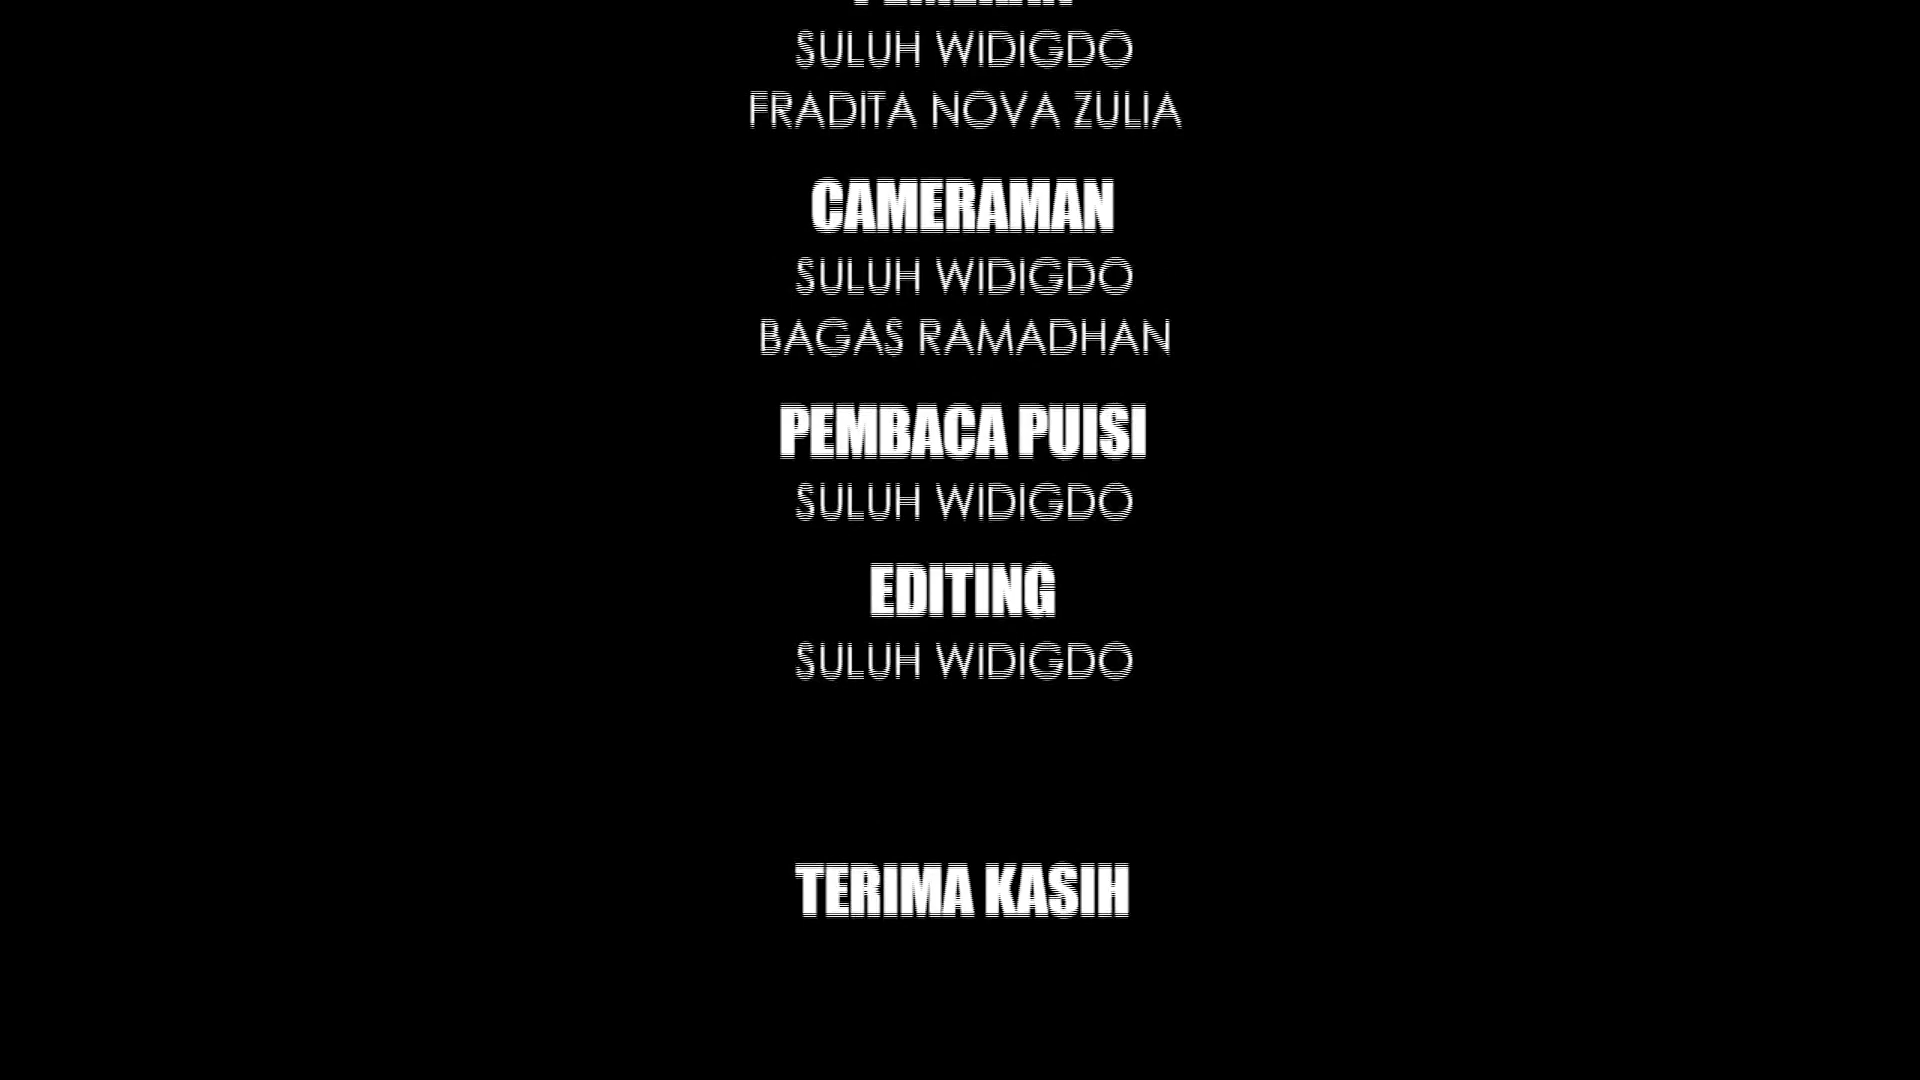 SULUH WIDIGDO
FRADITA NOVA ZULIA
CAMERAMAN
SULUH WIDIGDO
BAGAS RAMADHAN
PEMBACA PUISI
SULUH WIDIGDO
EDITING
SULUH WIDIGDO
TERIMA KASIH